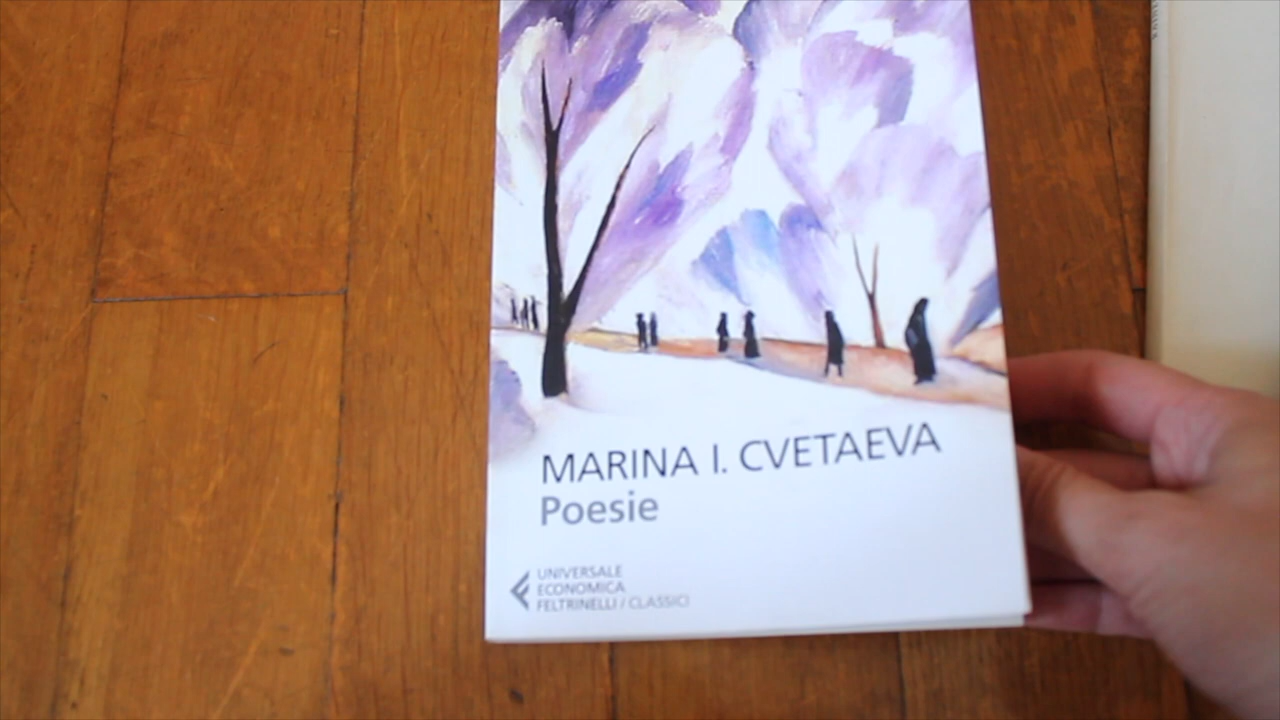 MARINA I. CVETAEVA
Poesie
UNIVERSALE
ECONOMICA
FELTRINELLI / CLASSICI